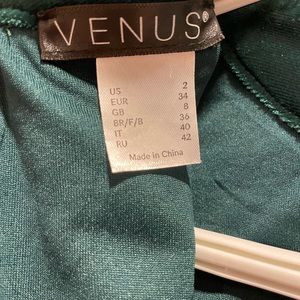 VENUS®
US 2
EUR 34
GB 8
BR/F/B 36
IT 40
RU 42
Made in China